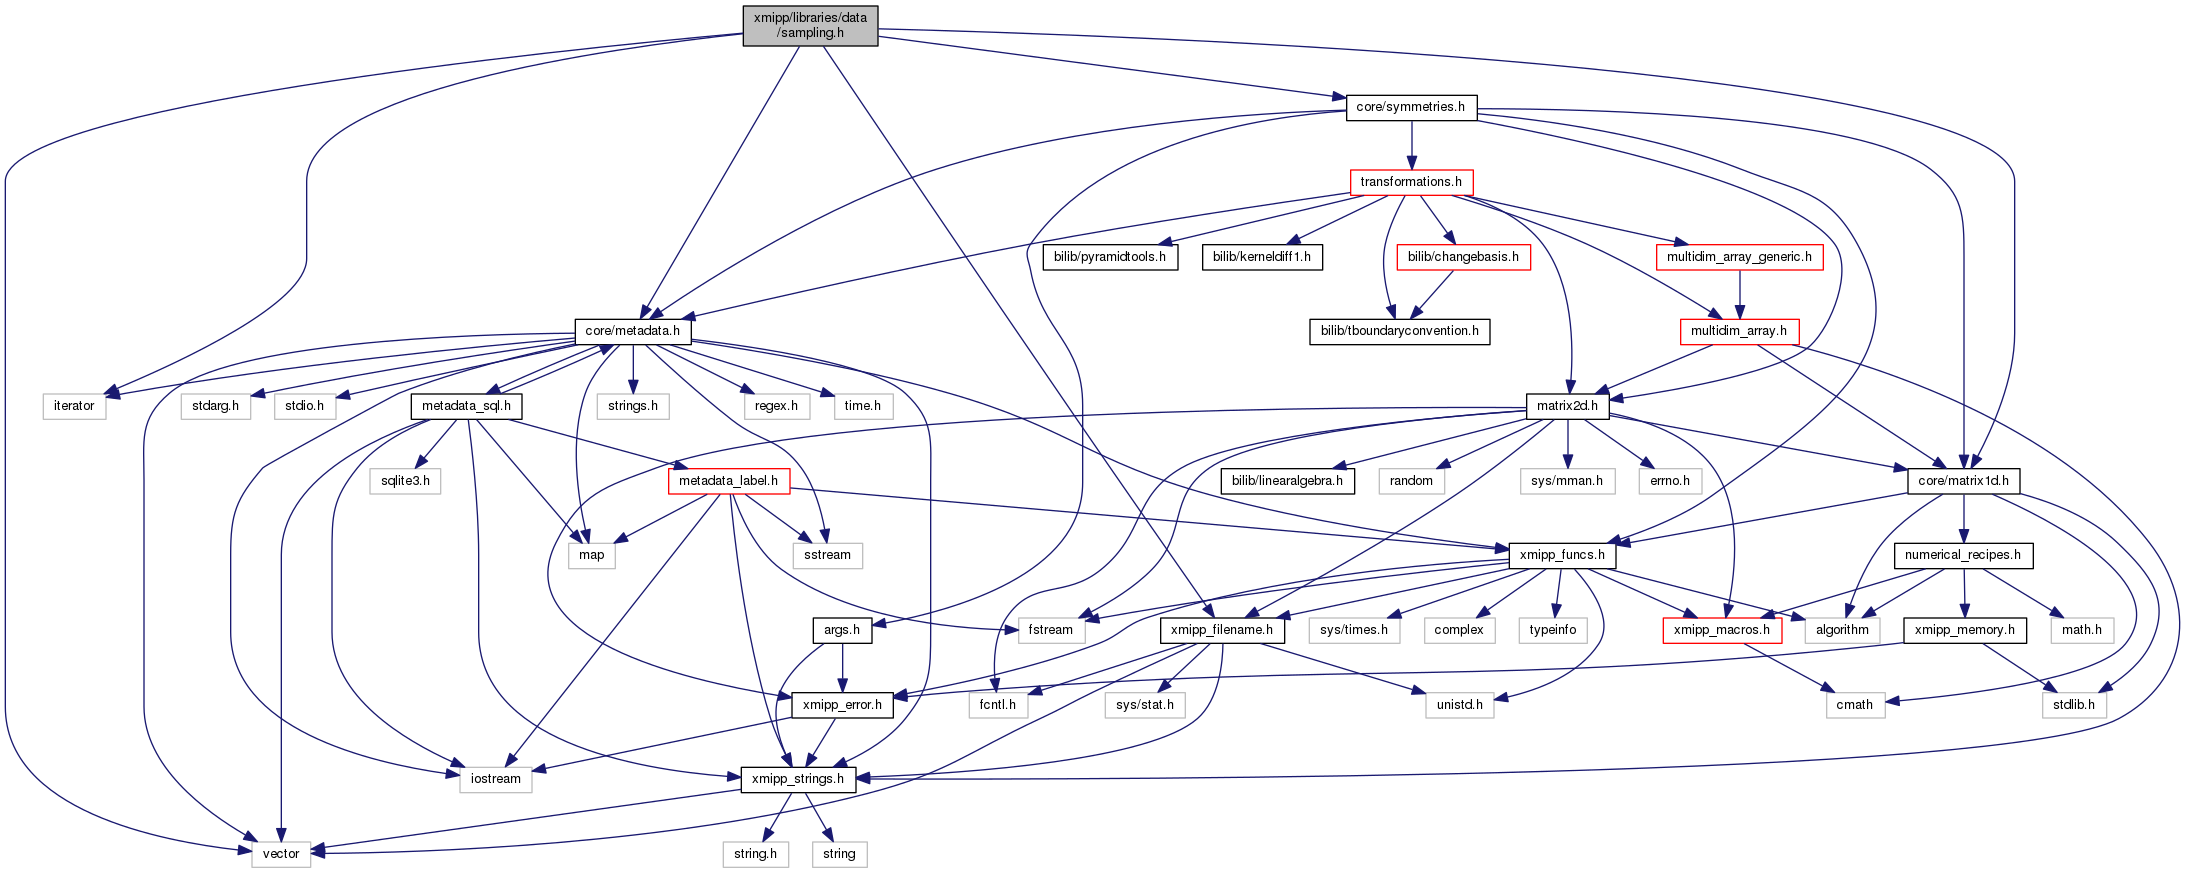 xmipp/libraries/data
/sampling.h
core/symmetries.h
transformations.h
bilib/pyramidtools.h
bilib/kerneldiff1.h
bilib/changebasis.h
multidim_array_generic.h
core/metadata.h
bilib/tboundaryconvention.h
multidim_array.h
iterator
stdarg.h
stdio.h
metadata_sql.h
strings.h
regex.h
time.h
matrix2d.h
sqlite3.h
metadata_label.h
bilib/linearalgebra.h
random
sys/mman.h
errno.h
core/matrix1d.h
map
sstream
xmipp_funcs.h
numerical_recipes.h
args.h
fstream
xmipp_filename.h
sys/times.h
complex
typeinfo
xmipp_macros.h
algorithm
xmipp_memory.h
math.h
xmipp_error.h
fcntl.h
sys/stat.h
unistd.h
cmath
stdlib.h
iostream
xmipp_strings.h
vector
string.h
string